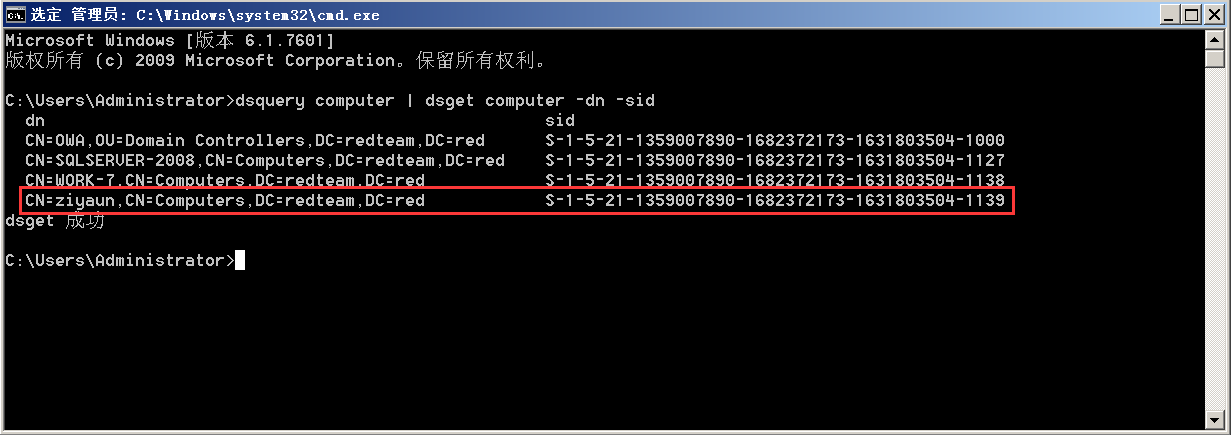 选定 管理员: C:\Windows\system32\cmd.exe
Microsoft Windows [版本 6.1.7601]
版权所有 (c) 2009 Microsoft Corporation。保留所有权利。
C:\Users\Administrator>dsquery computer | dsget computer -dn -sid
dn sid
CN=OWA,OU=Domain Controllers,DC=redteam,DC=red S-1-5-21-1359007890-1682372173-1631803504-1000
CN=SQLSERVER-2008,CN=Computers,DC=redteam,DC=red S-1-5-21-1359007890-1682372173-1631803504-1127
CN=WORK-7,CN=Computers,DC=redteam,DC=red S-1-5-21-1359007890-1682372173-1631803504-1138
CN=ziyaun,CN=Computers,DC=redteam,DC=red S-1-5-21-1359007890-1682372173-1631803504-1139
dsget 成功
C:\Users\Administrator>